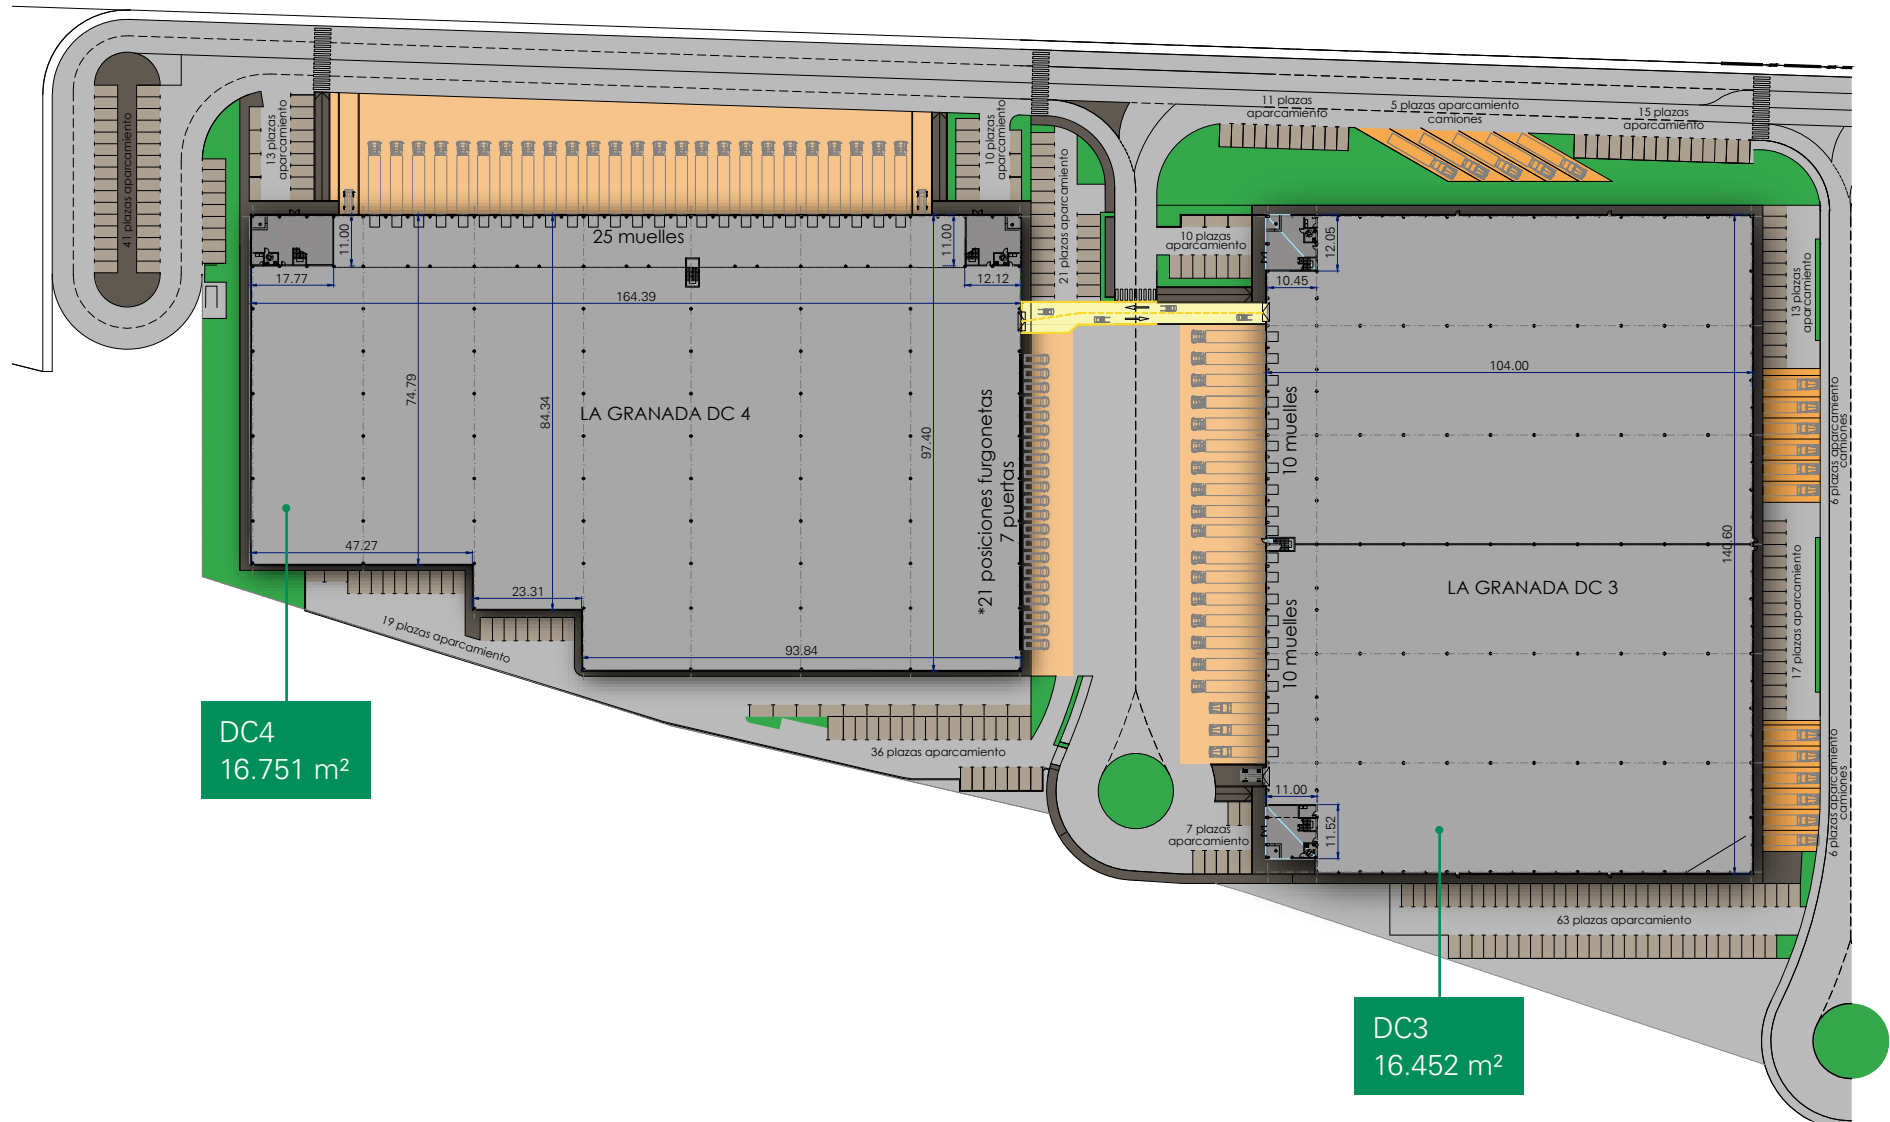 11 plazas
aparcamiento
5 plazas aparcamiento
camiones
15 plazas
aparcamiento
41 plazas aparcamiento
13 plazas
aparcamiento
10 plazas
aparcamiento
21 plazas aparcamiento
10 plazas
aparcamiento
13 plazas
aparcamiento
11.00
25 muelles
11.00
12.05
17.77
12.12
10.45
164.39
104.00
74.79
84.34
LA GRANADA DC 4
97.40
*21 posiciones furgonetas
7 puertas
10 muelles
6 plazas aparcamiento
camiones
47.27
23.31
140.60
LA GRANADA DC 3
19 plazas aparcamiento
93.84
10 muelles
17 plazas aparcamiento
DC4
16.751 m²
36 plazas aparcamiento
6 plazas aparcamiento
camiones
11.00
11.52
7 plazas
aparcamiento
M
M
63 plazas aparcamiento
DC3
16.452 m²